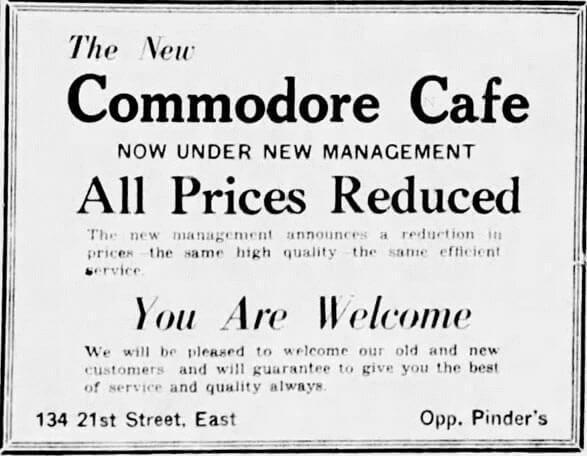 The New
Commodore Cafe
NOW UNDER NEW MANAGEMENT
All Prices Reduced
The new management announces a reduction in
prices the same high quality the same efficient
service.
You Are Welcome
We will be pleased to welcome our old and new
customers and will guarantee to give you the best
of service and quality always.
134 21st Street, East
Opp. Pinder's